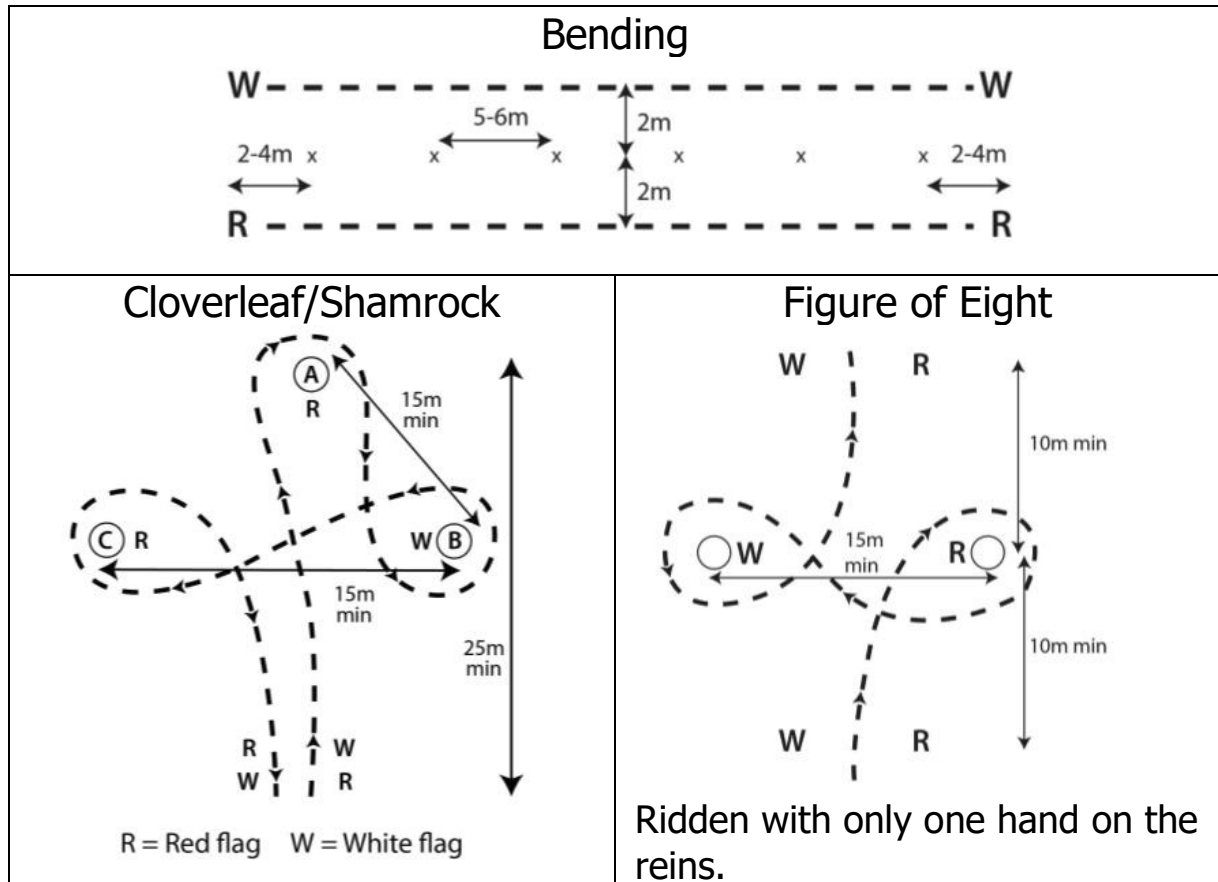 Bending
W W
5-6m
2m
2-4m x x x x x x 2-4m
2m
R R
Cloverleaf/Shamrock
A
R
15m
min
C R W B
15m
min
25m
min
R W
W R
R = Red flag W = White flag
Figure of Eight
W R
10m min
15m
min
W R
10m min
W R
Ridden with only one hand on the
reins.